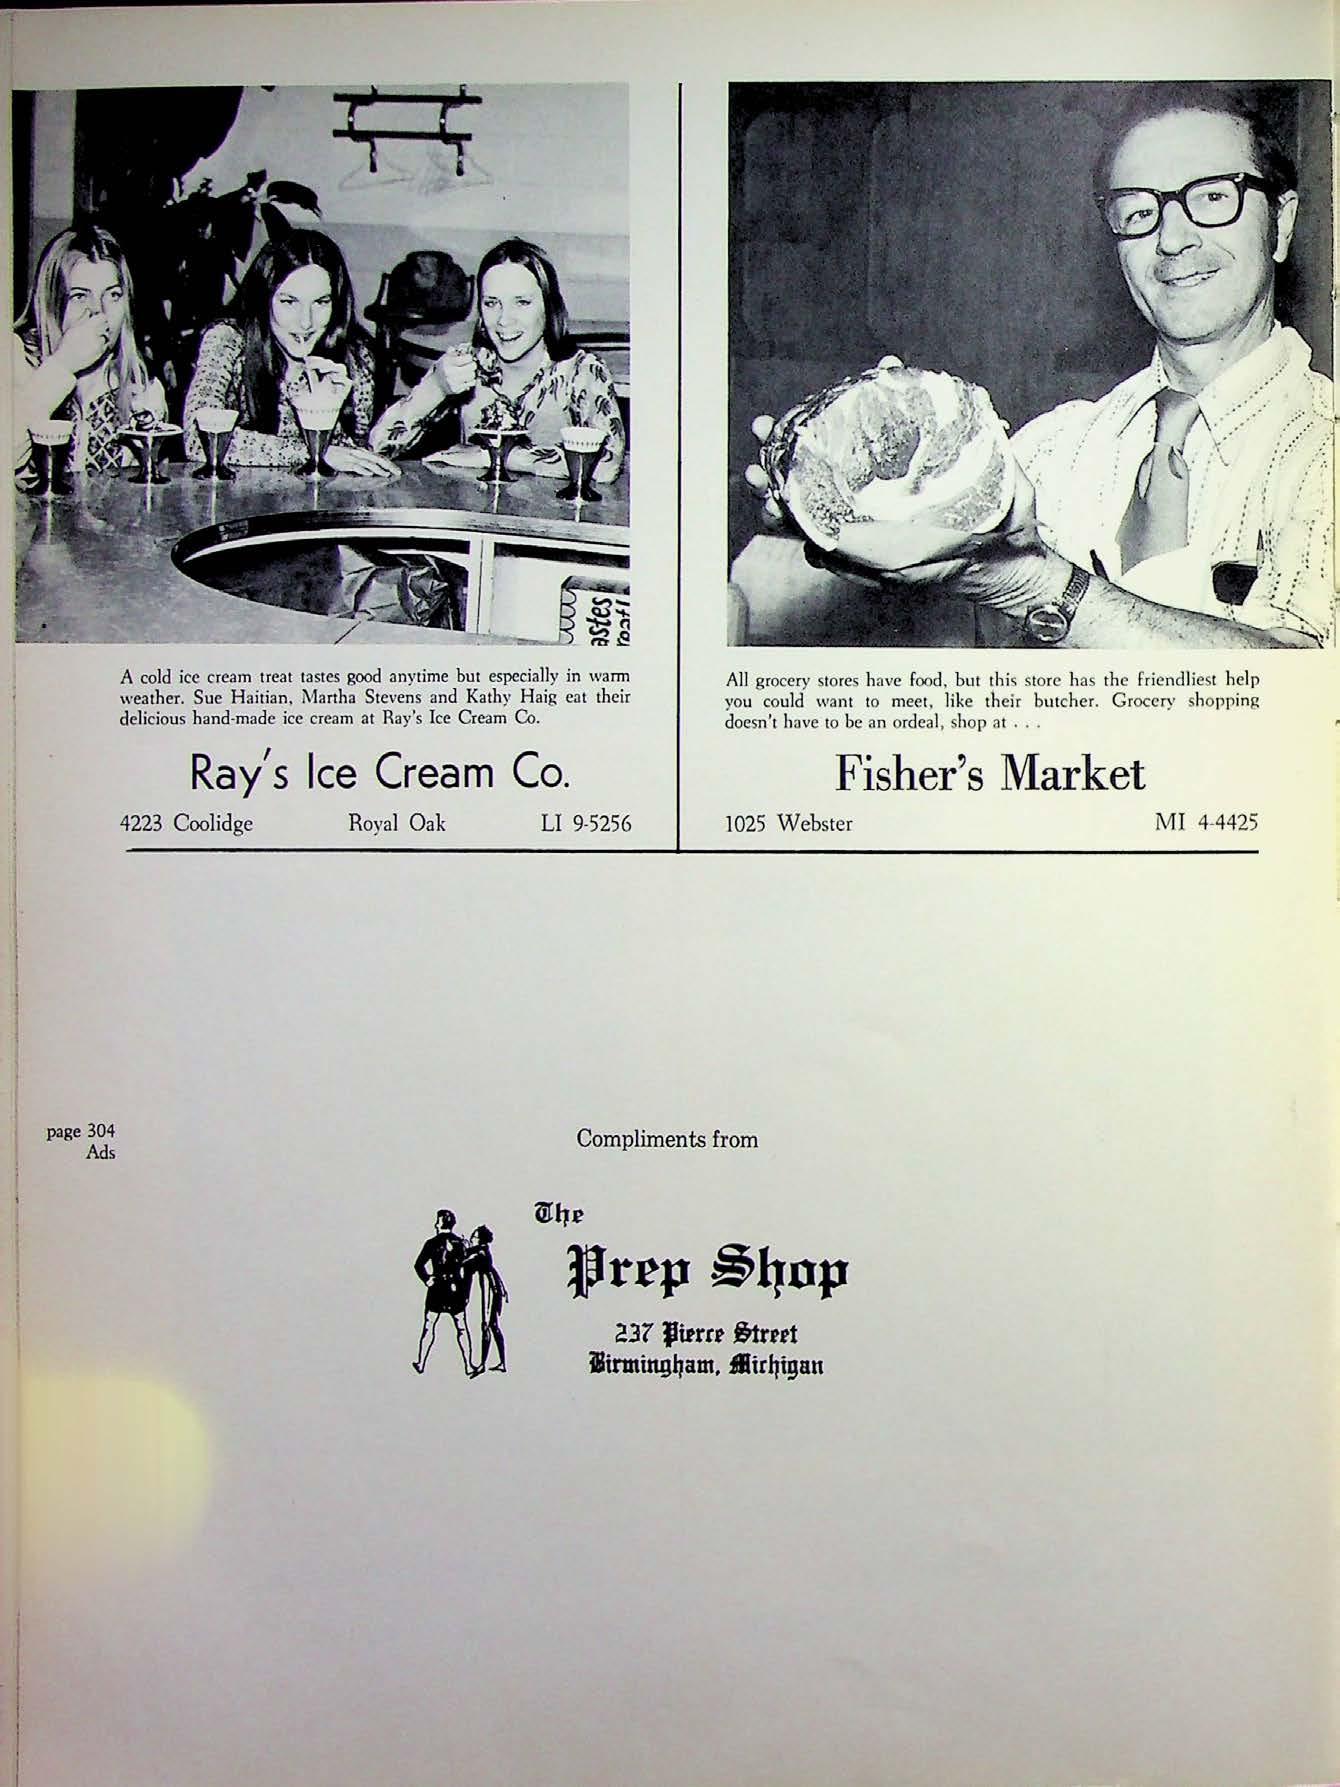 astes
roaf!
A cold ice cream treat tastes good anytime but especially in warm
weather. Sue Haitian, Martha Stevens and Kathy Haig eat their
delicious hand-made ice cream at Ray's Ice Cream Co.
Ray's Ice Cream Co.
4223 Coolidge Royal Oak LI 9-5256
All grocery stores have food, but this store has the friendliest help
you could want to meet, like their butcher. Grocery shopping
doesn't have to be an ordeal, shop at . . .
Fisher's Market
1025 Webster MI 4-4425
page 304
Ads
Compliments from
The
Prep Shop
237 Pierce Street
Birmingham, Michigan